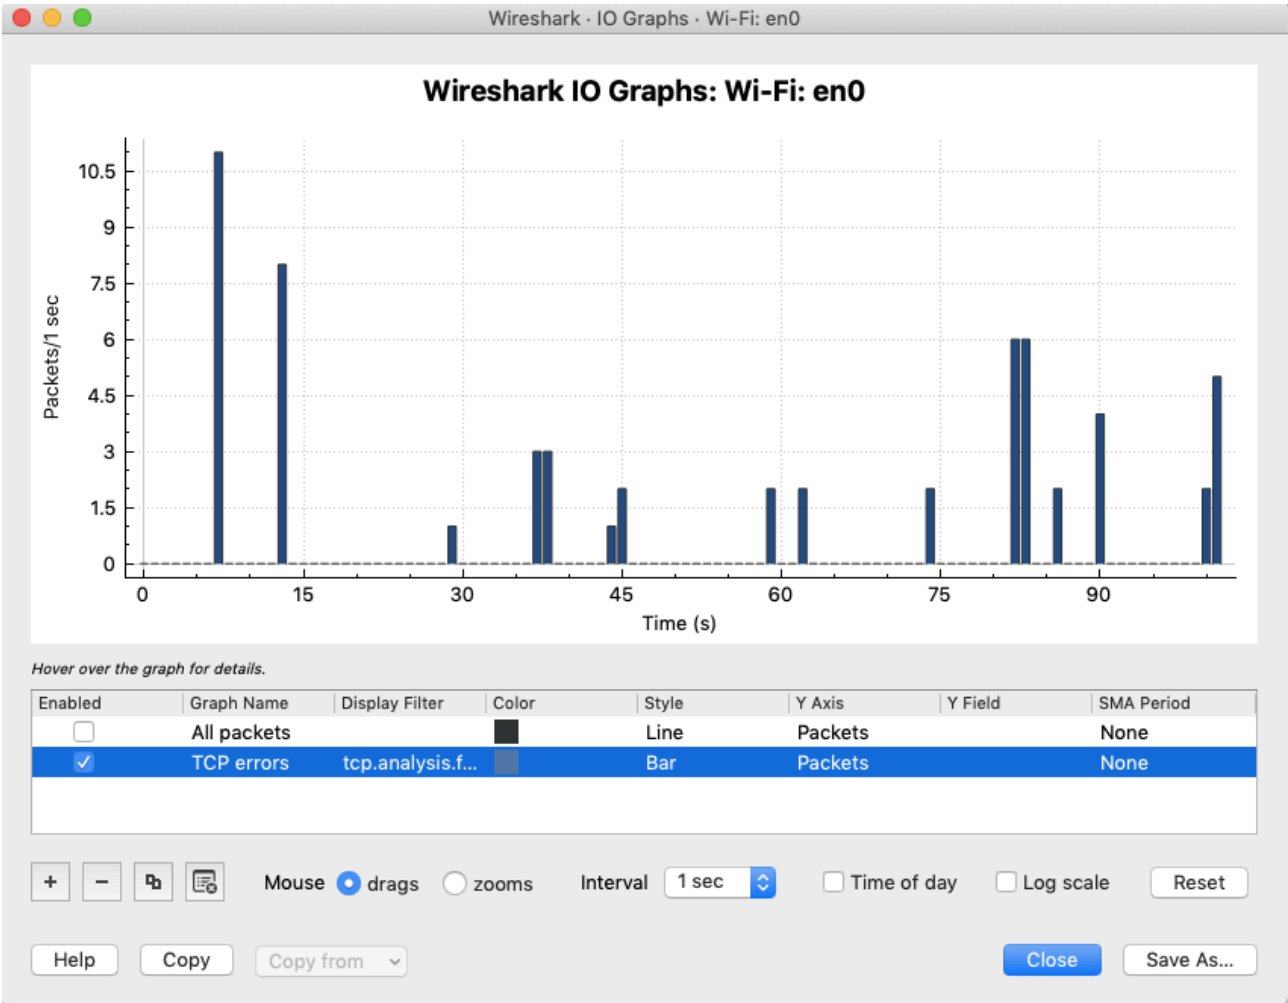 Wireshark · IO Graphs · Wi-Fi: en0
Wireshark IO Graphs: Wi-Fi: en0
Packets/1 sec
10.5
9
7.5
6
4.5
3
1.5
0
0 15 30 45 60 75 90
Time (s)
Hover over the graph for details.
Enabled Graph Name Display Filter Color Style Y Axis Y Field SMA Period
All packets Line Packets None
TCP errors tcp.analysis.f... Bar Packets None
+ − Mouse drags zooms Interval 1 sec Time of day Log scale Reset
Help Copy Copy from Close Save As...